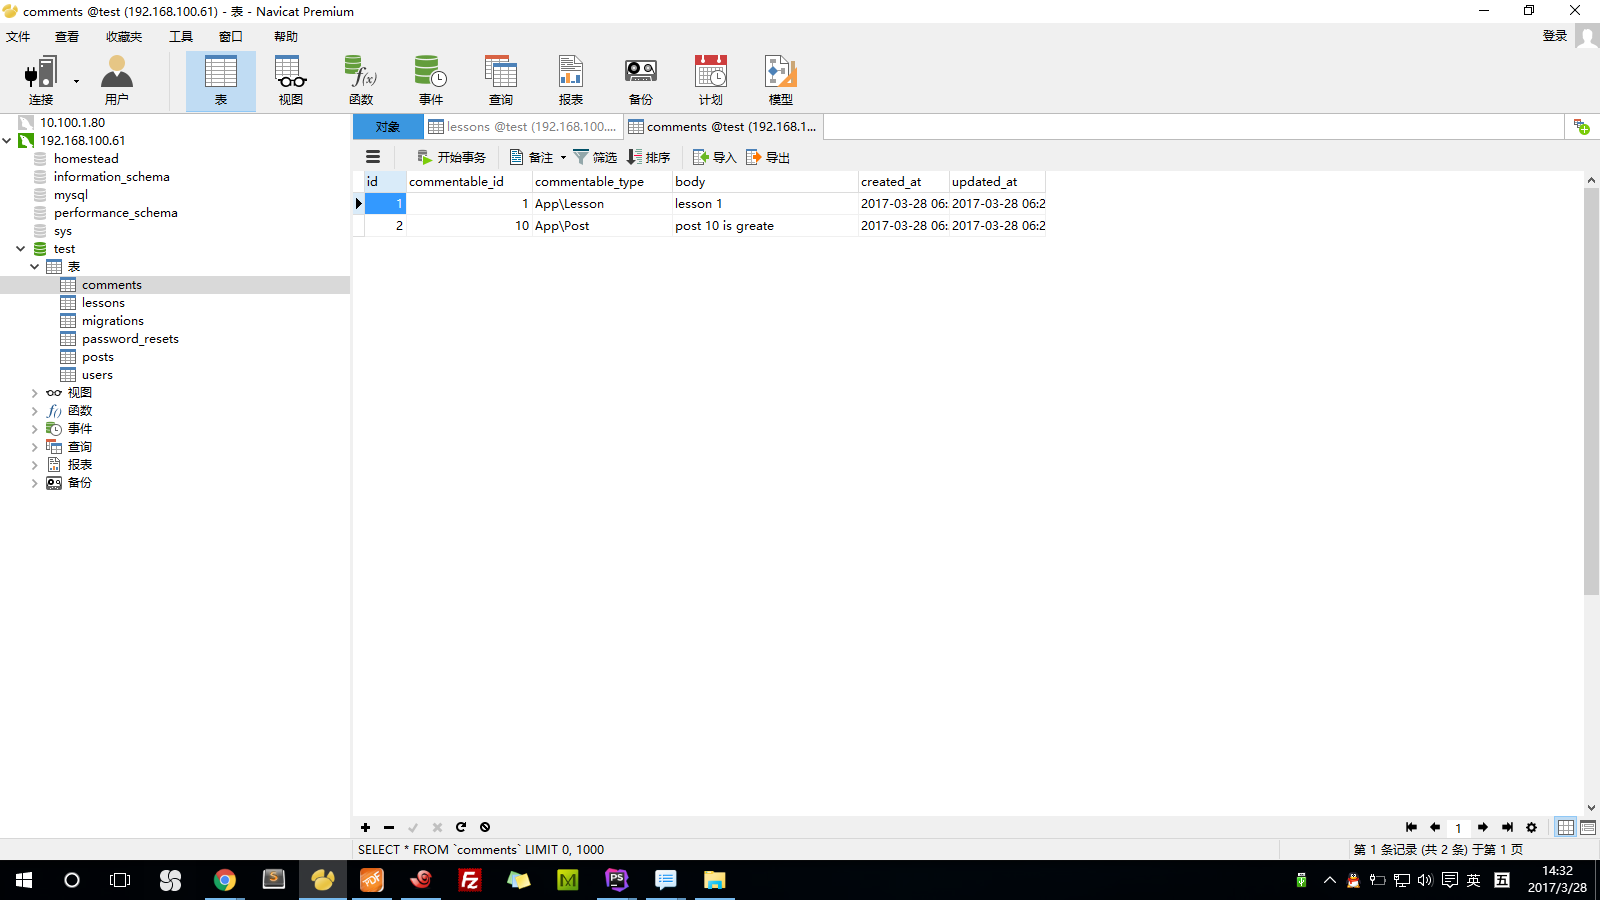 comments @test (192.168.100.61) - 表 - Navicat Premium
文件 查看 收藏夹 工具 窗口 帮助 登录
连接 用户 表 视图 函数 事件 查询 报表 备份 计划 模型
10.100.1.80
192.168.100.61
homestead
information_schema
mysql
performance_schema
sys
test
表
comments
lessons
migrations
password_resets
posts
users
视图
函数
事件
查询
报表
备份
对象 lessons @test (192.168.100.... comments @test (192.168.1...
开始事务 备注 筛选 排序 导入 导出
id commentable_id commentable_type body created_at updated_at
1 1 App\Lesson lesson 1 2017-03-28 06: 2017-03-28 06:2
2 10 App\Post post 10 is greate 2017-03-28 06: 2017-03-28 06:2
1
SELECT * FROM `comments` LIMIT 0, 1000 第 1 条记录 (共 2 条) 于第 1 页
英 五 14:32
2017/3/28